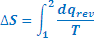 ΔS = ∫₁² dq_rev / T